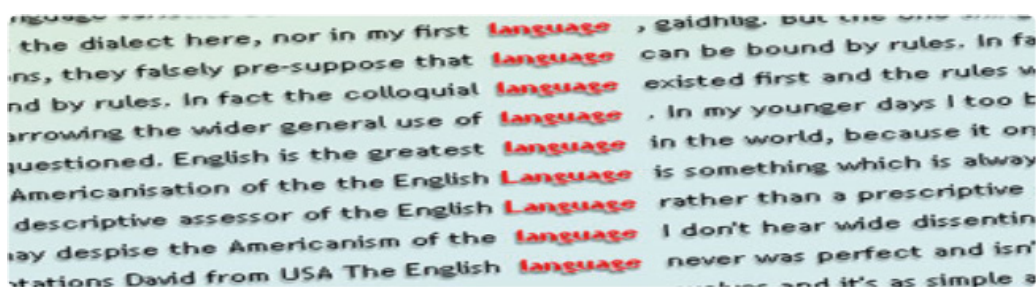 the dialect here, nor in my first language , gaidhlig. But the one
ns, they falsely pre-suppose that language can be bound by rules. In fa
nd by rules. In fact the colloquial language existed first and the rules w
arrowing the wider general use of language . In my younger days I too b
questioned. English is the greatest language in the world, because it on
Americanisation of the the English Language is something which is alway
descriptive assessor of the English Language rather than a prescriptive
ay despise the Americanism of the language I don't hear wide dissentin
tations David from USA The English language never was perfect and isn'
and it's as simple a